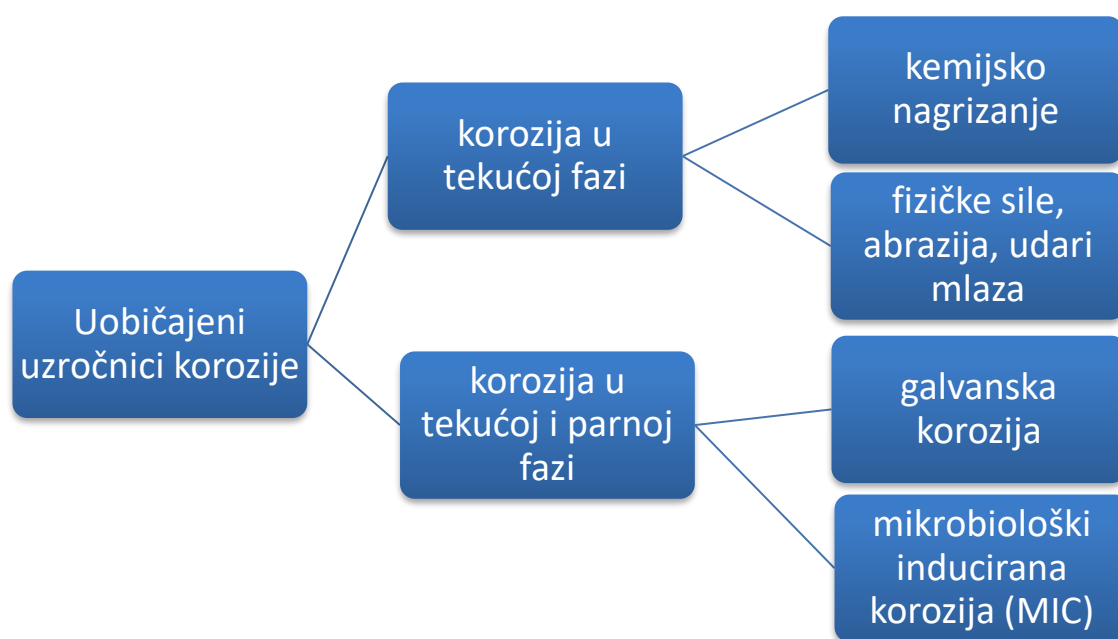 Uobičajeni
uzročnici korozije
korozija u
tekućoj fazi
kemijsko
nagrizanje
fizičke sile,
abrazija, udari
mlaza
korozija u
tekućoj i parnoj
fazi
galvanska
korozija
mikrobiološki
inducirana
korozija (MIC)